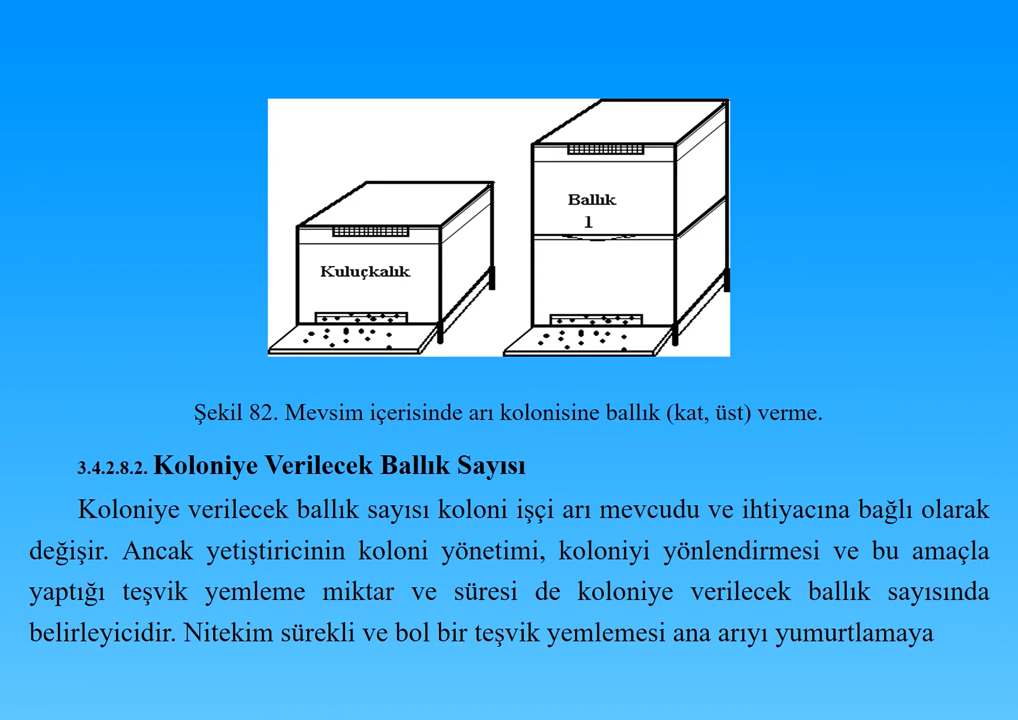 Kuluçkalık
Ballık
1
Şekil 82. Mevsim içerisinde arı kolonisine ballık (kat, üst) verme.
3.4.2.8.2. Koloniye Verilecek Ballık Sayısı
Koloniye verilecek ballık sayısı koloni işçi arı mevcudu ve ihtiyacına bağlı olarak
değişir. Ancak yetiştiricinin koloni yönetimi, koloniyi yönlendirmesi ve bu amaçla
yaptığı teşvik yemleme miktar ve süresi de koloniye verilecek ballık sayısında
belirleyicidir. Nitekim sürekli ve bol bir teşvik yemlemesi ana arıyı yumurtlamaya